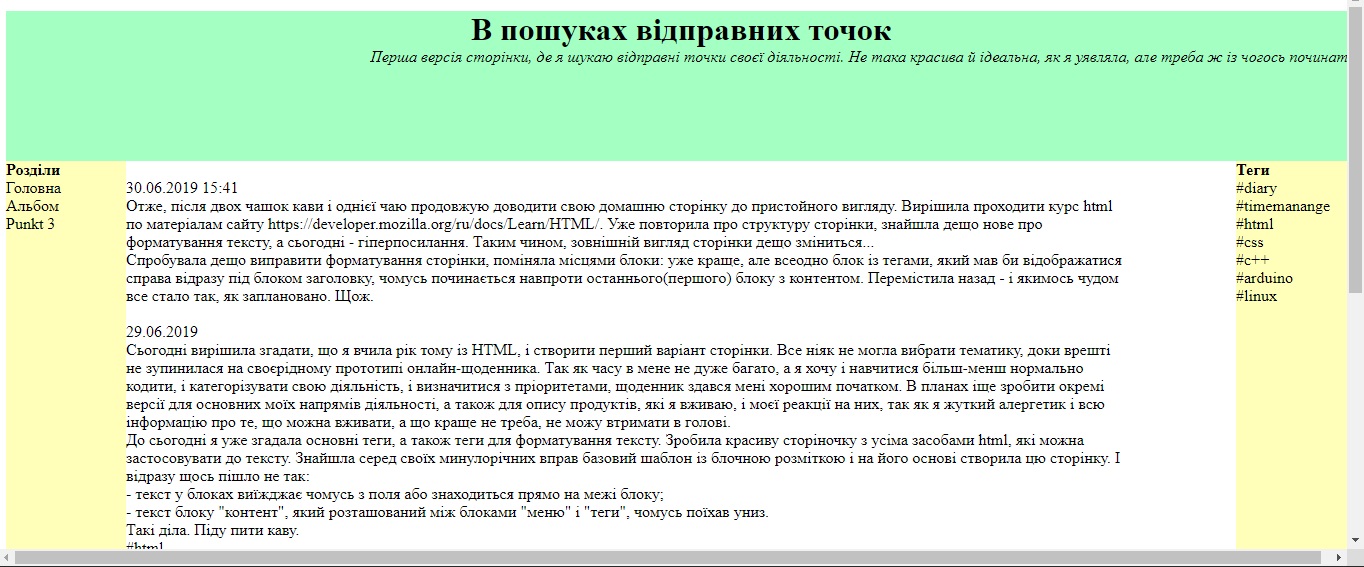 В пошуках відправних точок
Перша версія сторінки, де я шукаю відправні точки своєї діяльності. Не така красива й ідеальна, як я уявляла, але треба ж із чогось починат
Розділи
Головна
Альбом
Punkt 3
30.06.2019 15:41
Отже, після двох чашок кави і однієї чаю продовжую доводити свою домашню сторінку до пристойного вигляду. Вирішила проходити курс html
по матеріалам сайту https://developer.mozilla.org/ru/docs/Learn/HTML/. Уже повторила про структуру сторінки, знайшла дещо нове про
форматування тексту, а сьогодні - гіперпосилання. Таким чином, зовнішній вигляд сторінки дещо зміниться...
Спробувала дещо виправити форматування сторінки, поміняла місцями блоки: уже краще, але всеодно блок із тегами, який мав би відображатися
справа відразу під блоком заголовку, чомусь починається навпроти останнього(першого) блоку з контентом. Перемістила назад - і якимось чудом
все стало так, як заплановано. Щож.
29.06.2019
Сьогодні вирішила згадати, що я вчила рік тому із HTML, і створити перший варіант сторінки. Все ніяк не могла вибрати тематику, доки врешті
не зупинилася на своєрідному прототипі онлайн-щоденника. Так як часу в мене не дуже багато, а я хочу і навчитися більш-менш нормально
кодити, і категорізувати свою діяльність, і визначитися з пріоритетами, щоденник здався мені хорошим початком. В планах іще зробити окремі
версії для основних моїх напрямів діяльності, а також для опису продуктів, які я вживаю, і моєї реакції на них, так як я жуткий алергетик і всю
інформацію про те, що можна вживати, а що краще не треба, не можу втримати в голові.
До сьогодні я уже згадала основні теги, а також теги для форматування тексту. Зробила красиву сторіночку з усіма засобами html, які можна
застосовувати до тексту. Знайшла серед своїх минулорічних вправ базовий шаблон із блочною розміткою і на його основі створила цю сторінку. І
відразу щось пішло не так:
- текст у блоках виїжджає чомусь з поля або знаходиться прямо на межі блоку;
- текст блоку "контент", який розташований між блоками "меню" і "теги", чомусь поїхав униз.
Такі діла. Піду пити каву.
#html
Теги
#diary
#timemanange
#html
#css
#c++
#arduino
#linux